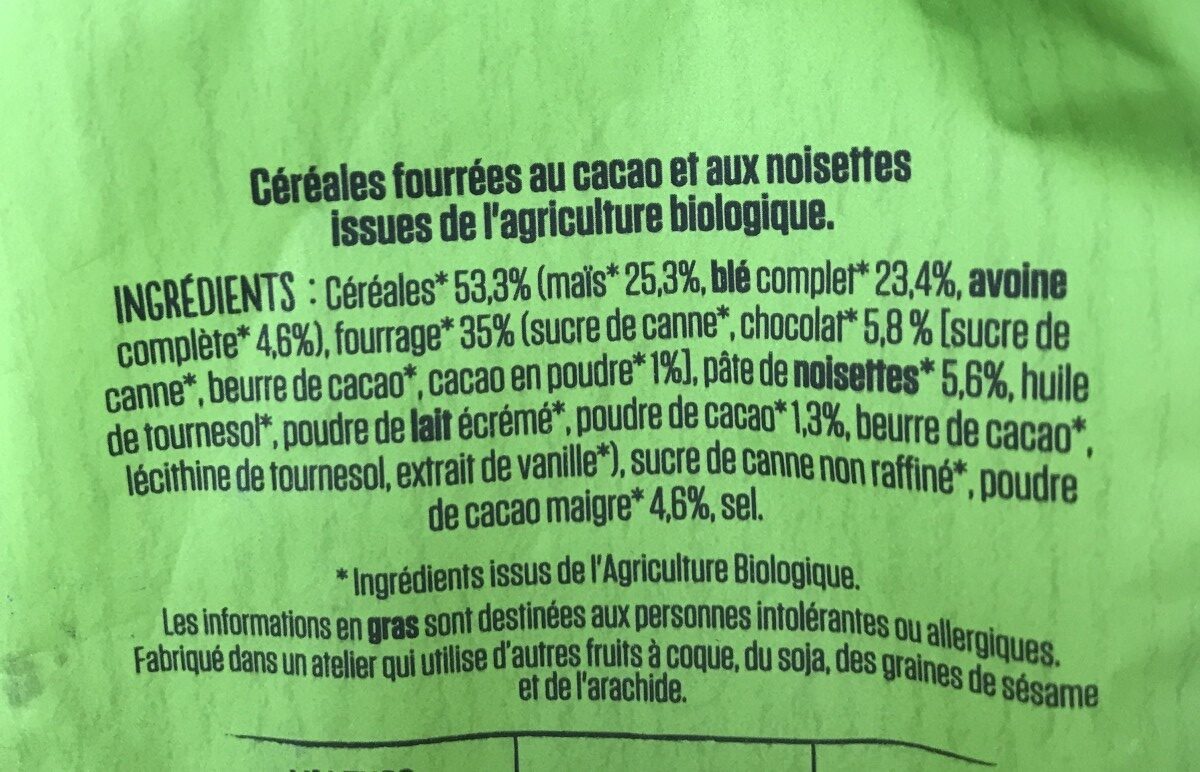 Céréales fourrées au cacao et aux noisettes
issues de l'agriculture biologique.
INGRÉDIENTS : Céréales* 53,3% (maïs* 25,3%, blé complet* 23,4%, avoine
complète* 4,6%), fourrage* 35% (sucre de canne*, chocolat* 5,8 % [sucre de
canne*, beurre de cacao*, cacao en poudre* 1%], pâte de noisettes* 5,6%, huile
de tournesol*, poudre de lait écrémé*, poudre de cacao* 1,3%, beurre de cacao*,
lécithine de tournesol, extrait de vanille*), sucre de canne non raffiné*, poudre
de cacao maigre* 4,6%, sel.
* Ingrédients issus de l'Agriculture Biologique.
Les informations en gras sont destinées aux personnes intolérantes ou allergiques.
Fabriqué dans un atelier qui utilise d'autres fruits à coque, du soja, des graines de sésame
et de l'arachide.